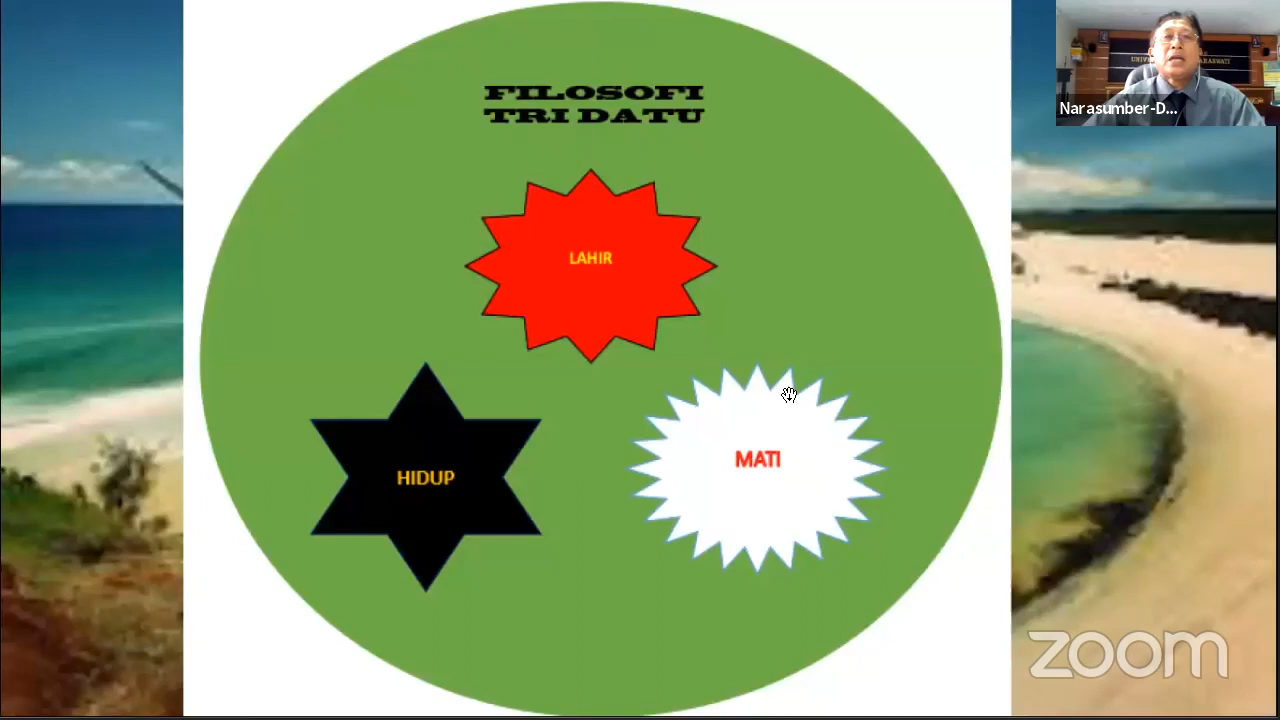 FILOSOFI
TRI DATU
LAHIR
HIDUP
MATI
Narasumber-D...
zoom